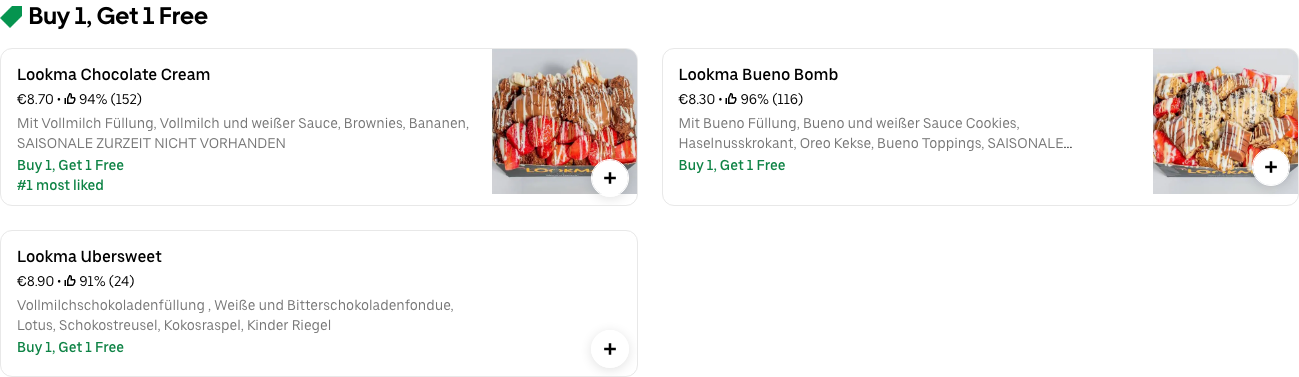 Buy 1, Get 1 Free
Lookma Chocolate Cream
€8.70 • 94% (152)
Mit Vollmilch Füllung, Vollmilch und weißer Sauce, Brownies, Bananen,
SAISONALE ZURZEIT NICHT VORHANDEN
Buy 1, Get 1 Free
#1 most liked
LOOKM
Lookma Bueno Bomb
€8.30 • 96% (116)
Mit Bueno Füllung, Bueno und weißer Sauce Cookies,
Haselnusskrokant, Oreo Kekse, Bueno Toppings, SAISONALE...
Buy 1, Get 1 Free
Lookma Ubersweet
€8.90 • 91% (24)
Vollmilchschokoladenfüllung , Weiße und Bitterschokoladenfondue,
Lotus, Schokostreusel, Kokosraspel, Kinder Riegel
Buy 1, Get 1 Free